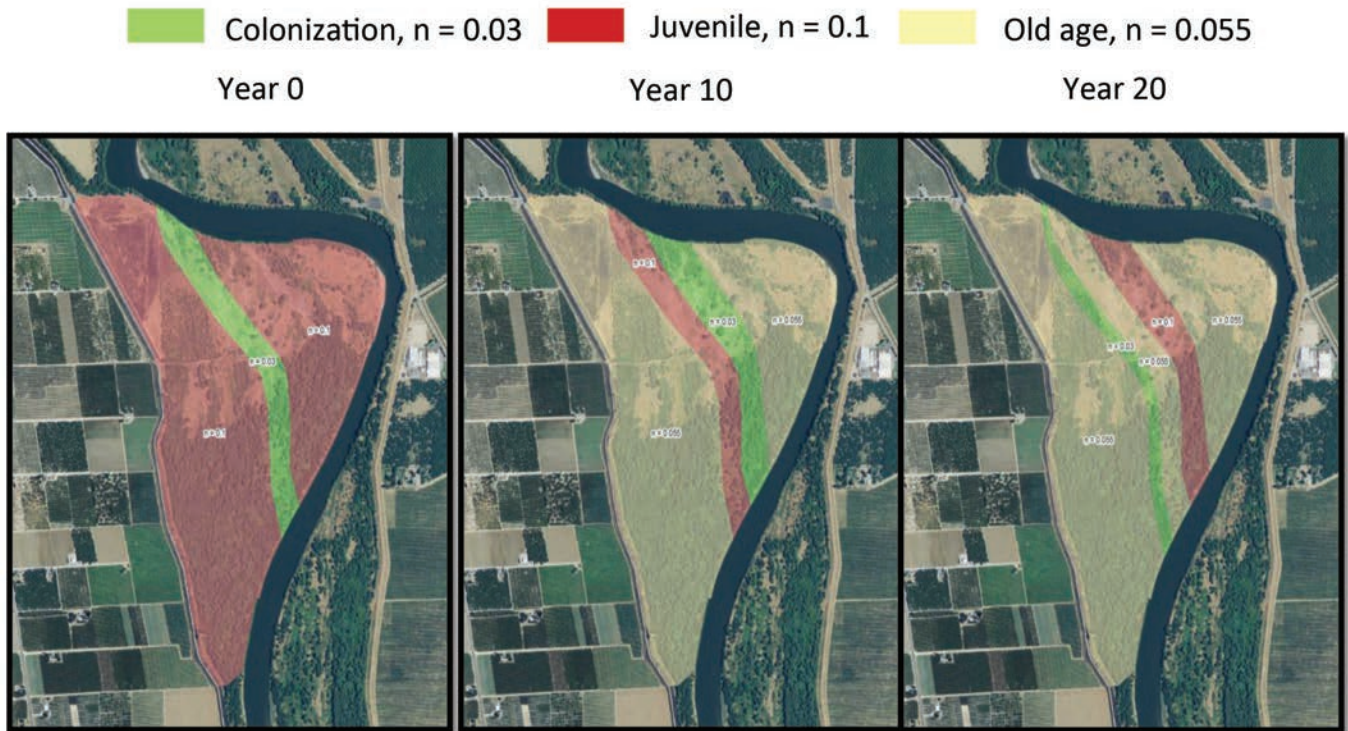 Colonization, n = 0.03 Juvenile, n = 0.1 Old age, n = 0.055
Year 0 Year 10 Year 20
n = 0.1
n = 0.03
n = 0.1
n = 0.1
n = 0.03
n = 0.055
n = 0.055
n = 0.1
n = 0.055
n = 0.03
n = 0.055
n = 0.055